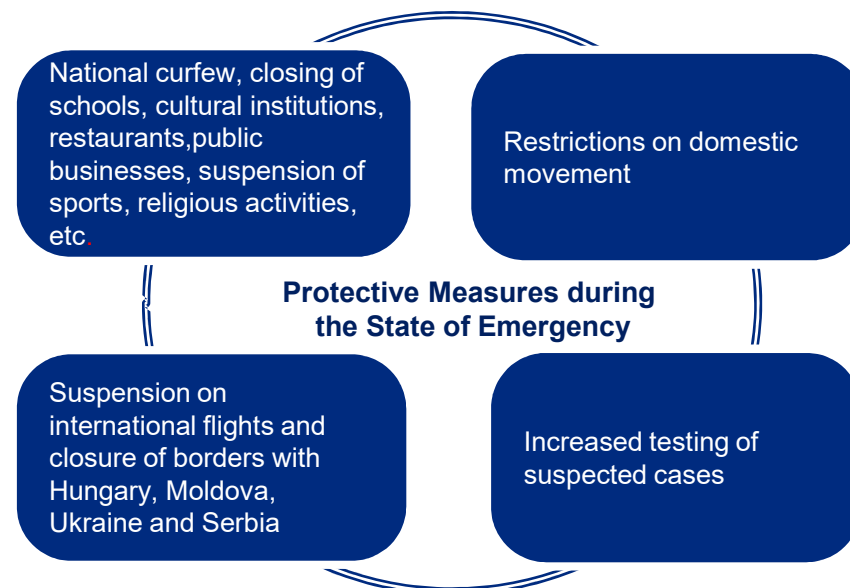 National curfew, closing of
schools, cultural institutions,
restaurants,public
businesses, suspension of
sports, religious activities,
etc.
Restrictions on domestic
movement
Protective Measures during
the State of Emergency
Suspension on
international flights and
closure of borders with
Hungary, Moldova,
Ukraine and Serbia
Increased testing of
suspected cases